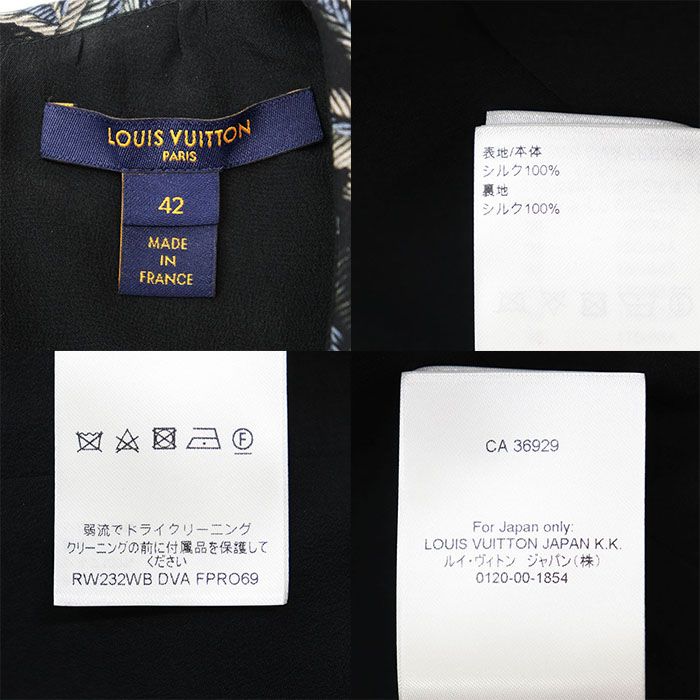 LOUIS VUITTON
PARIS
42
MADE
IN
FRANCE
表地/本体
シルク100%
裏地
シルク100%
F
弱流でドライクリーニング
クリーニングの前に付属品を保護して
ください
RW232WB DVA FPRO69
CA 36929
For Japan only:
LOUIS VUITTON JAPAN K.K.
ルイ・ヴィトン ジャパン(株)
0120-00-1854